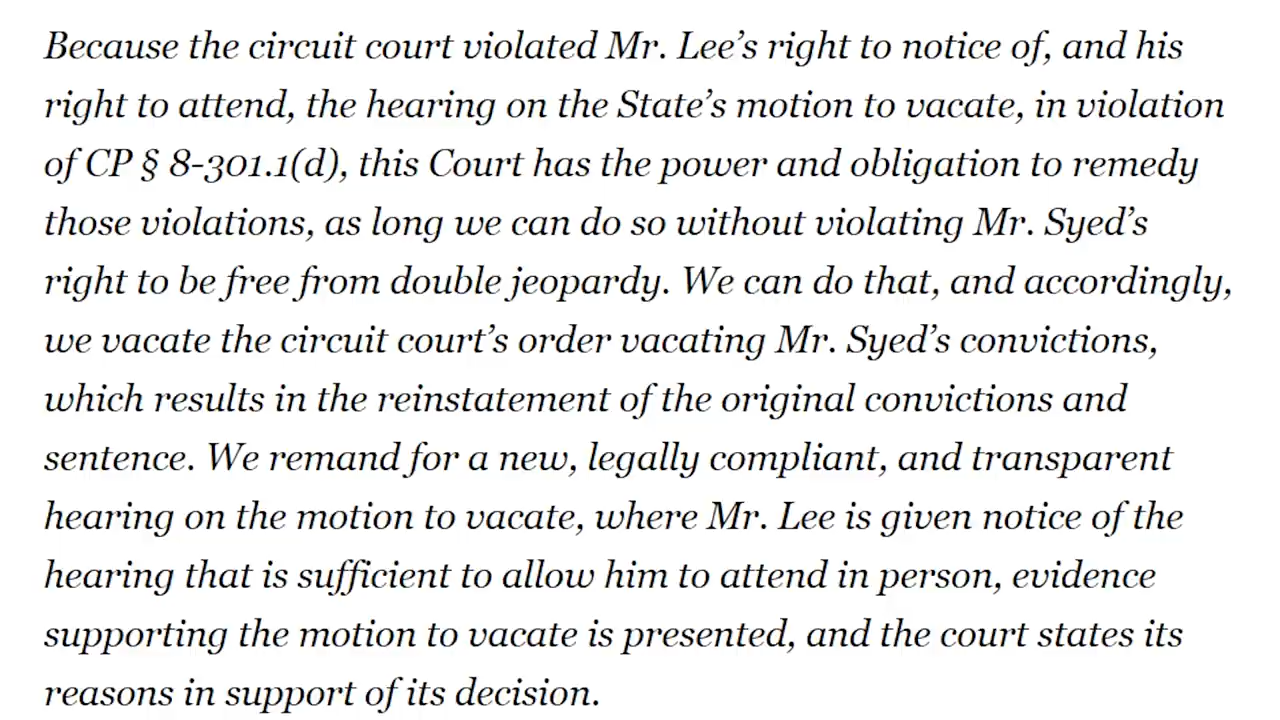 Because the circuit court violated Mr. Lee’s right to notice of, and his
right to attend, the hearing on the State’s motion to vacate, in violation
of CP § 8-301.1(d), this Court has the power and obligation to remedy
those violations, as long we can do so without violating Mr. Syed’s
right to be free from double jeopardy. We can do that, and accordingly,
we vacate the circuit court’s order vacating Mr. Syed’s convictions,
which results in the reinstatement of the original convictions and
sentence. We remand for a new, legally compliant, and transparent
hearing on the motion to vacate, where Mr. Lee is given notice of the
hearing that is sufficient to allow him to attend in person, evidence
supporting the motion to vacate is presented, and the court states its
reasons in support of its decision.